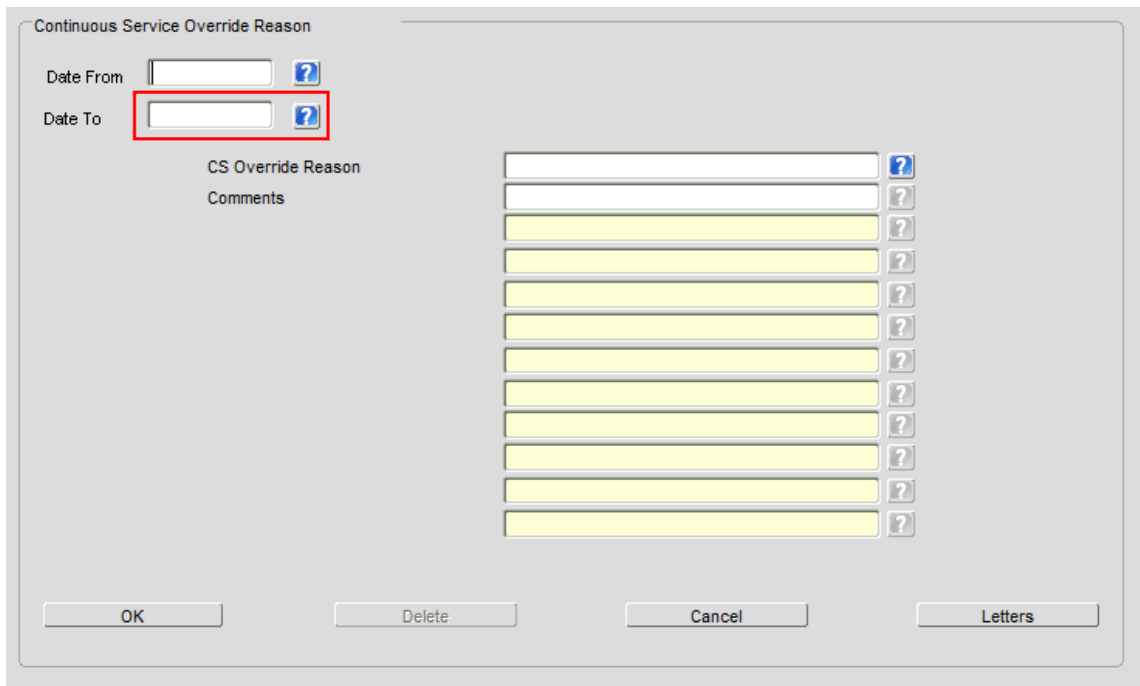 Continuous Service Override Reason
Date From ?
Date To ?
CS Override Reason ?
Comments ?
?
?
?
?
?
?
?
?
?
?
OK Delete Cancel Letters